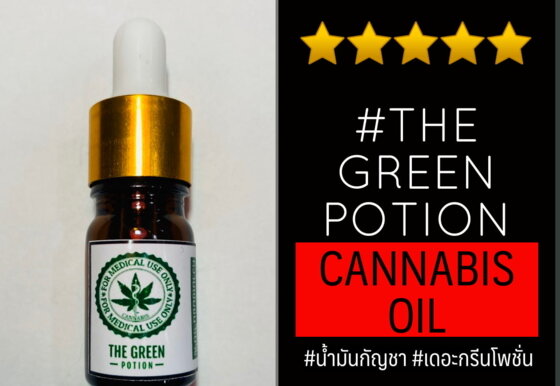 FOR MEDICAL USE ONLY
FOR MEDICAL USE ONLY
CANNABIS
THE GREEN
POTION
#THE
GREEN
POTION
CANNABIS
OIL
#น้ำมันกัญชา #เดอะกรีนโพชั่น